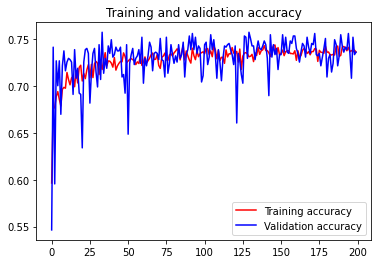 Training and validation accuracy
0.75
0.70
0.65
0.60
0.55
Training accuracy
Validation accuracy
0 25 50 75 100 125 150 175 200